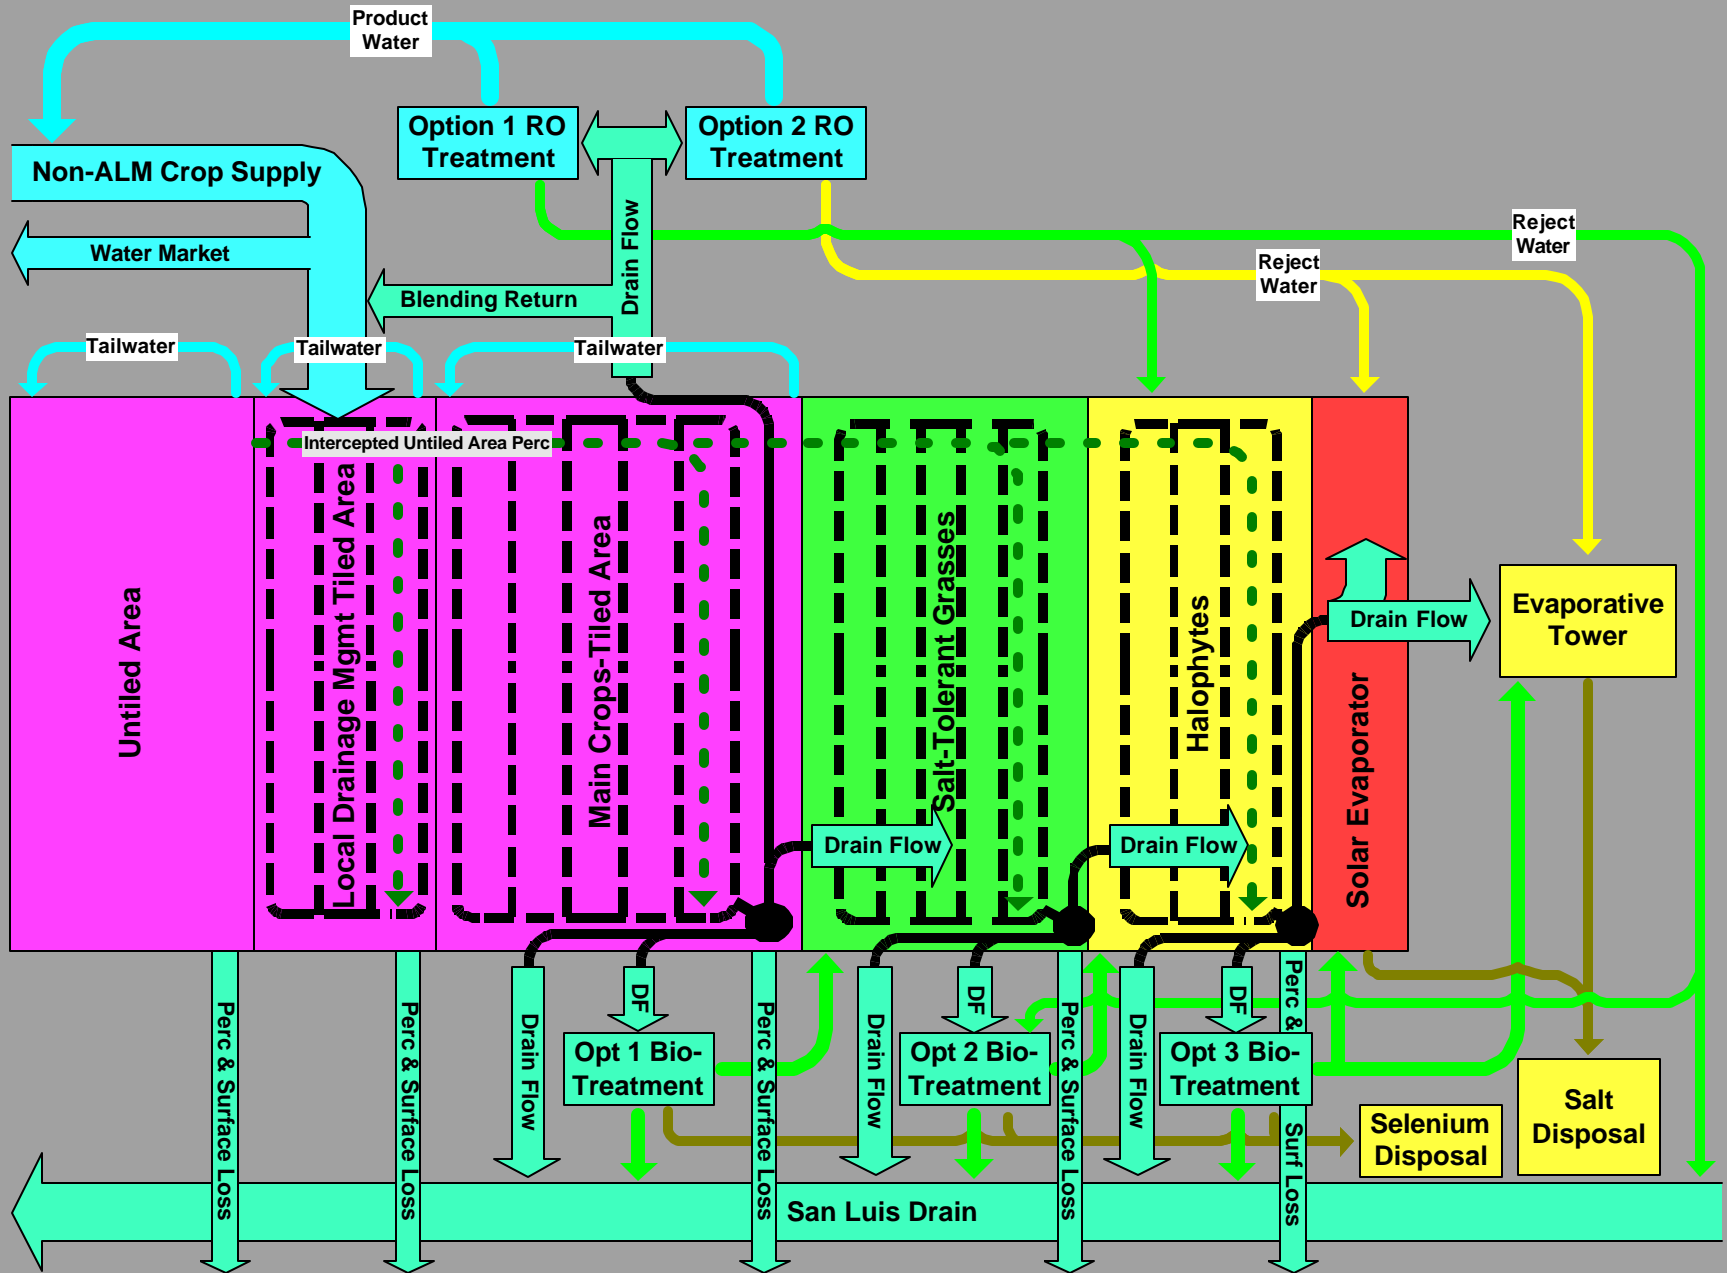 Product
Water
Option 1 RO
Treatment
Option 2 RO
Treatment
Non-ALM Crop Supply
Water Market
Blending Return
Drain Flow
Reject
Water
Reject
Water
Tailwater
Tailwater
Tailwater
Intercepted Untiled Area Perc
Untiled Area
Local Drainage Mgmt Tiled Area
Main Crops-Tiled Area
Salt-Tolerant Grasses
Halophytes
Solar Evaporator
Drain Flow
Drain Flow
Drain Flow
Evaporative
Tower
Perc & Surface Loss
Perc & Surface Loss
Drain Flow
DF
Perc & Surface Loss
Drain Flow
DF
Perc & Surface Loss
Drain Flow
DF
Perc & Surf Loss
Opt 1 Bio-
Treatment
Opt 2 Bio-
Treatment
Opt 3 Bio-
Treatment
Selenium
Disposal
Salt
Disposal
San Luis Drain